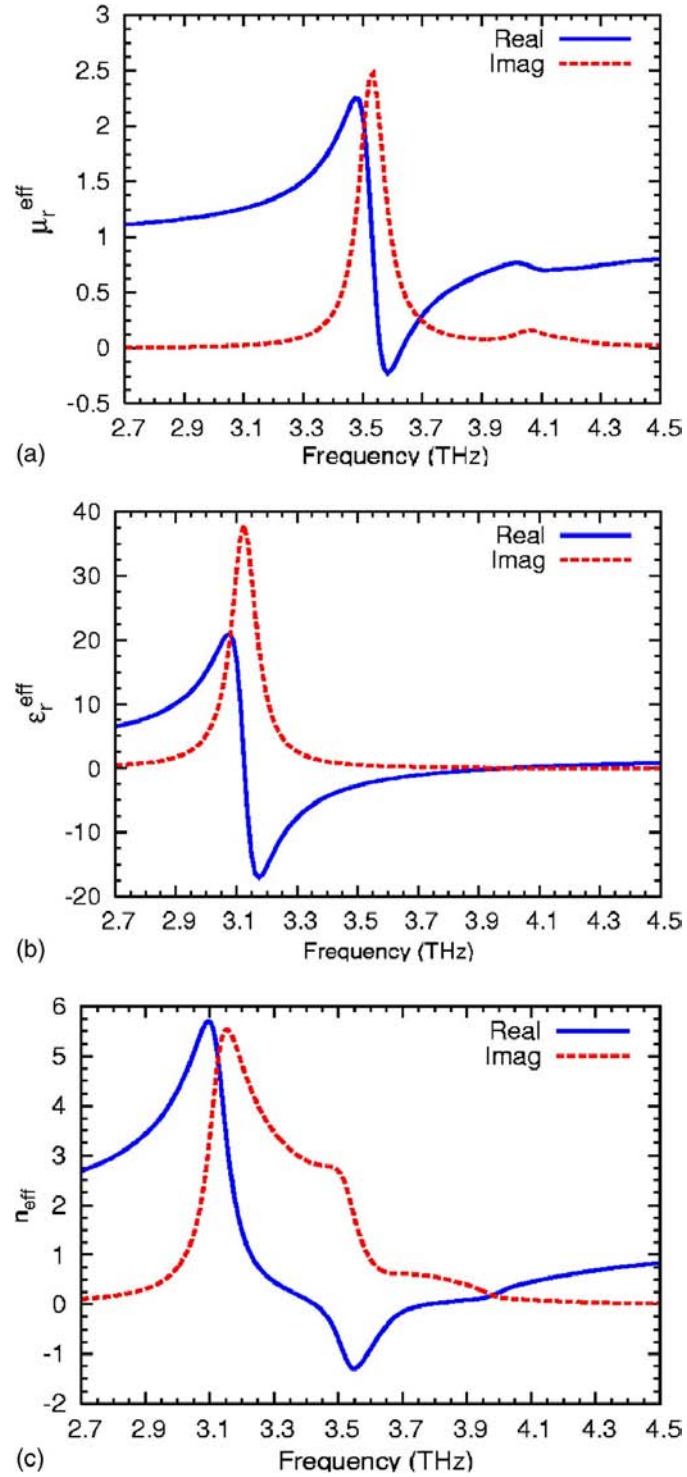 3
2.5
2
1.5
1
0.5
0
-0.5
μ_r^eff
Real
Imag
2.7 2.9 3.1 3.3 3.5 3.7 3.9 4.1 4.3 4.5
Frequency (THz)
(a)
40
30
20
10
0
-10
-20
ε_r^eff
Real
Imag
2.7 2.9 3.1 3.3 3.5 3.7 3.9 4.1 4.3 4.5
Frequency (THz)
(b)
6
5
4
3
2
1
0
-1
-2
n_eff
Real
Imag
2.7 2.9 3.1 3.3 3.5 3.7 3.9 4.1 4.3 4.5
Frequency (THz)
(c)